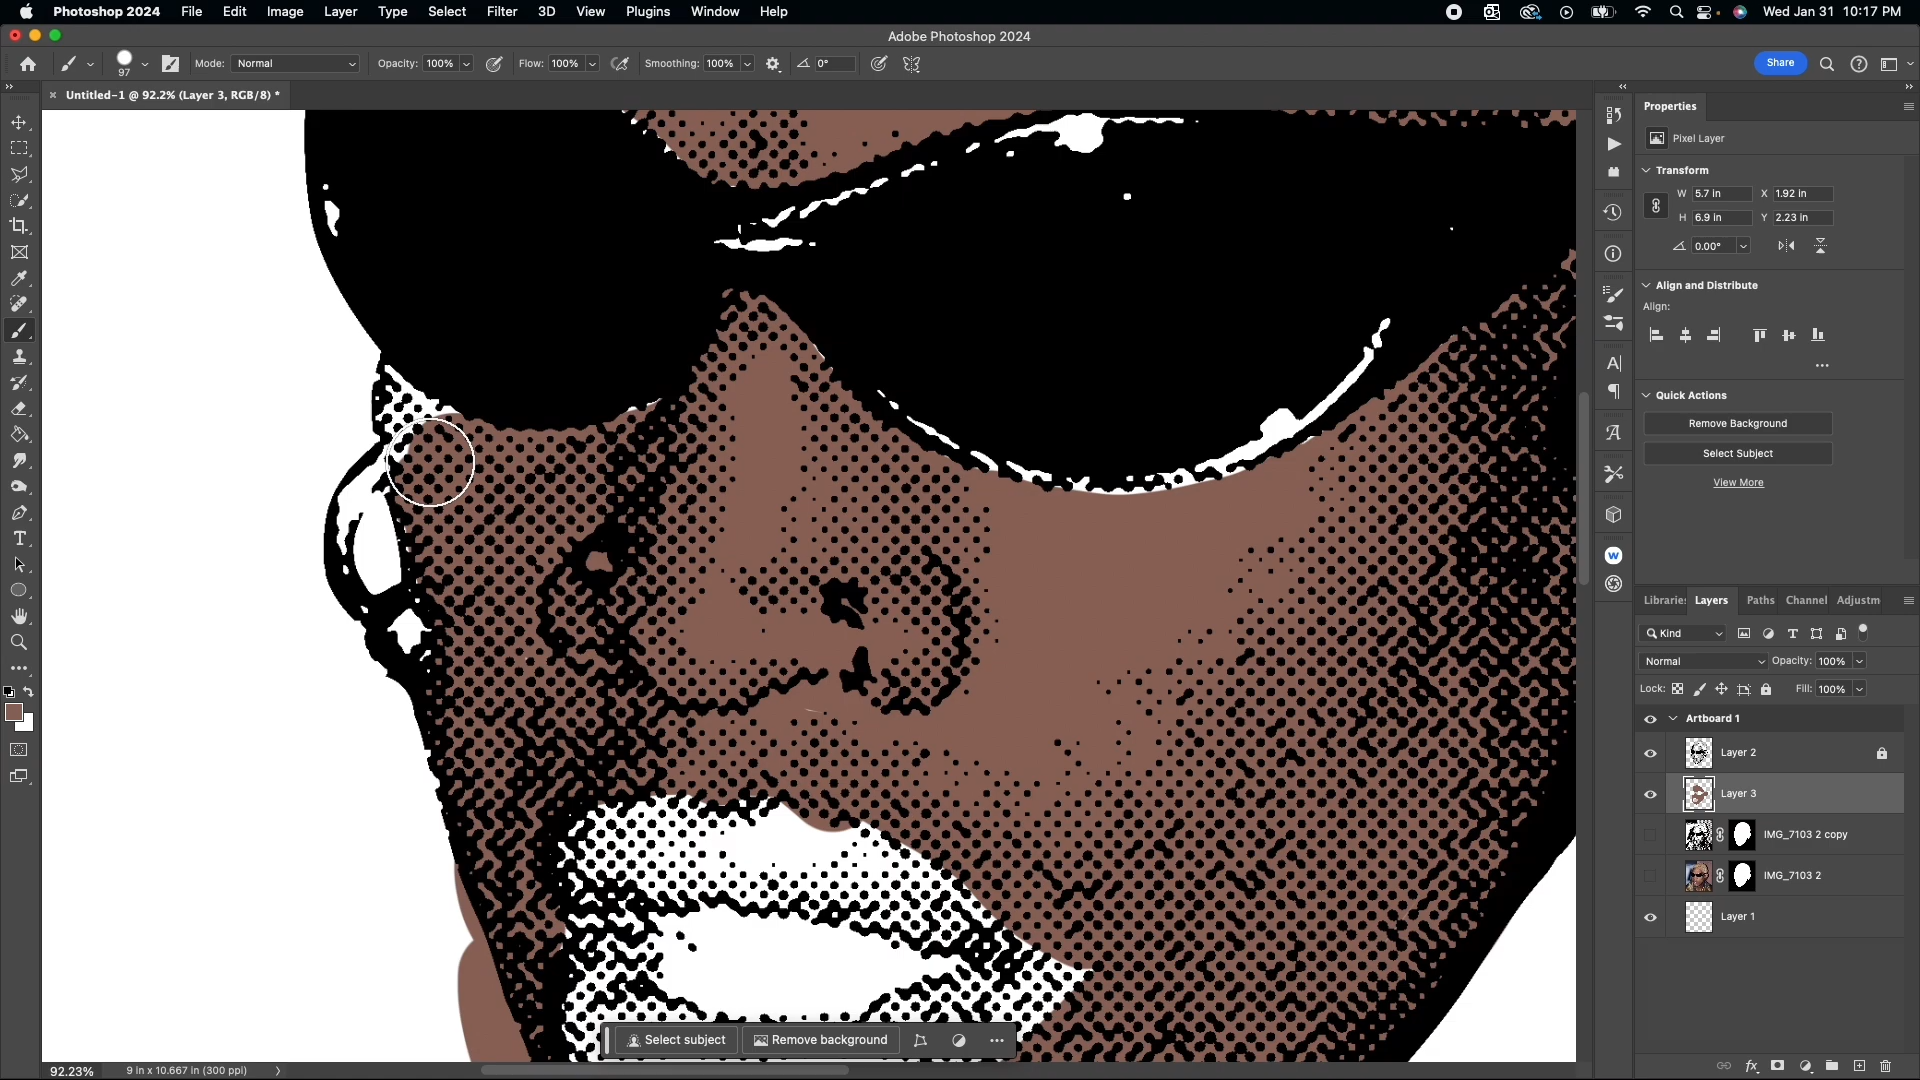 Photoshop 2024 File Edit Image Layer Type Select Filter 3D View Plugins Window Help Wed Jan 31 10:17 PM
Adobe Photoshop 2024
97 Mode: Normal Opacity: 100% Flow: 100% Smoothing: 100% 0° Share
Untitled-1 @ 92.2% (Layer 3, RGB/8) *
Properties
Pixel Layer
Transform
W 5.7 in X 1.92 in
H 6.9 in Y 2.23 in
0.00°
Align and Distribute
Align:
Quick Actions
Remove Background
Select Subject
View More
Libraries Layers Paths Channel Adjustm
Kind
Normal Opacity: 100%
Lock: Fill: 100%
Artboard 1
Layer 2
Layer 3
IMG_7103 2 copy
IMG_7103 2
Layer 1
Select subject Remove background
92.23% 9 in x 10.667 in (300 ppi)